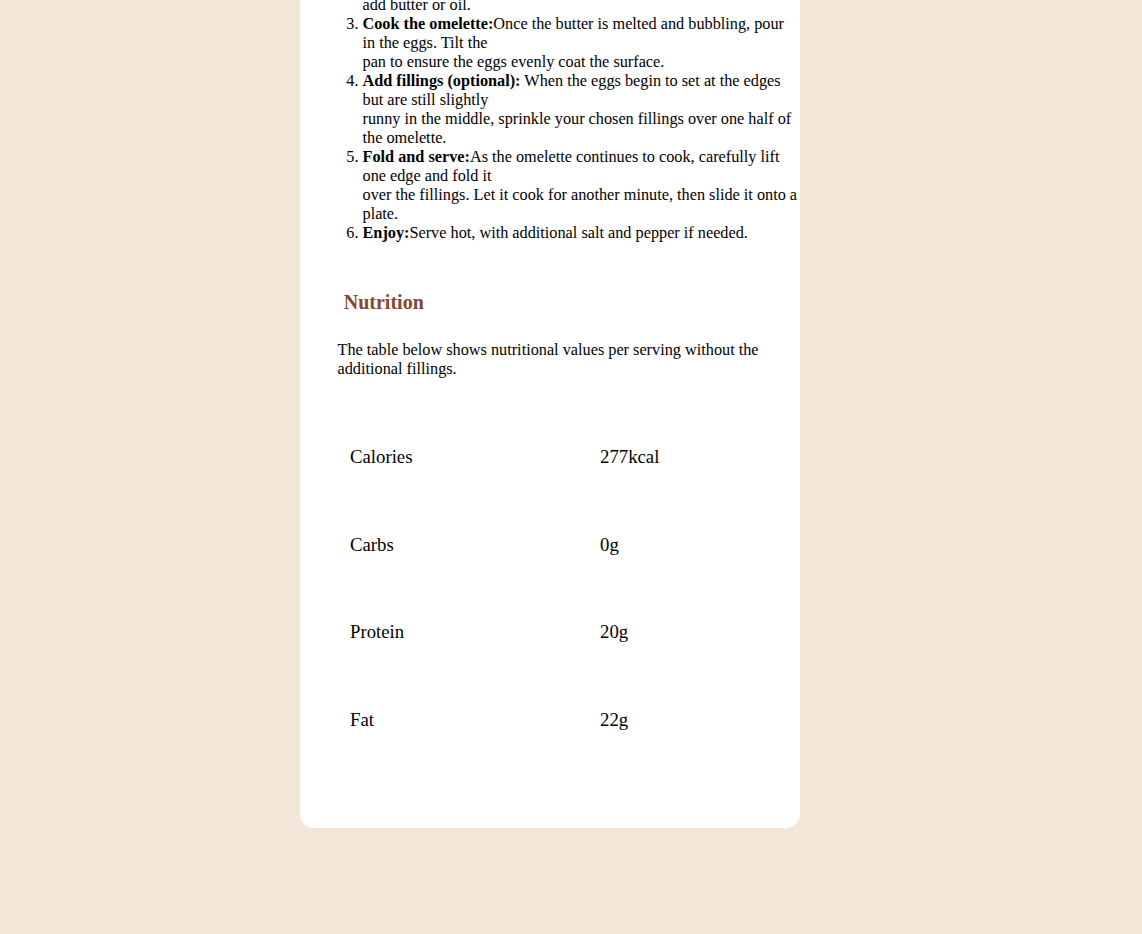 add butter or oil.
3. Cook the omelette:Once the butter is melted and bubbling, pour
in the eggs. Tilt the
pan to ensure the eggs evenly coat the surface.
4. Add fillings (optional): When the eggs begin to set at the edges
but are still slightly
runny in the middle, sprinkle your chosen fillings over one half of
the omelette.
5. Fold and serve:As the omelette continues to cook, carefully lift
one edge and fold it
over the fillings. Let it cook for another minute, then slide it onto a
plate.
6. Enjoy:Serve hot, with additional salt and pepper if needed.
Nutrition
The table below shows nutritional values per serving without the
additional fillings.
Calories 277kcal
Carbs 0g
Protein 20g
Fat 22g